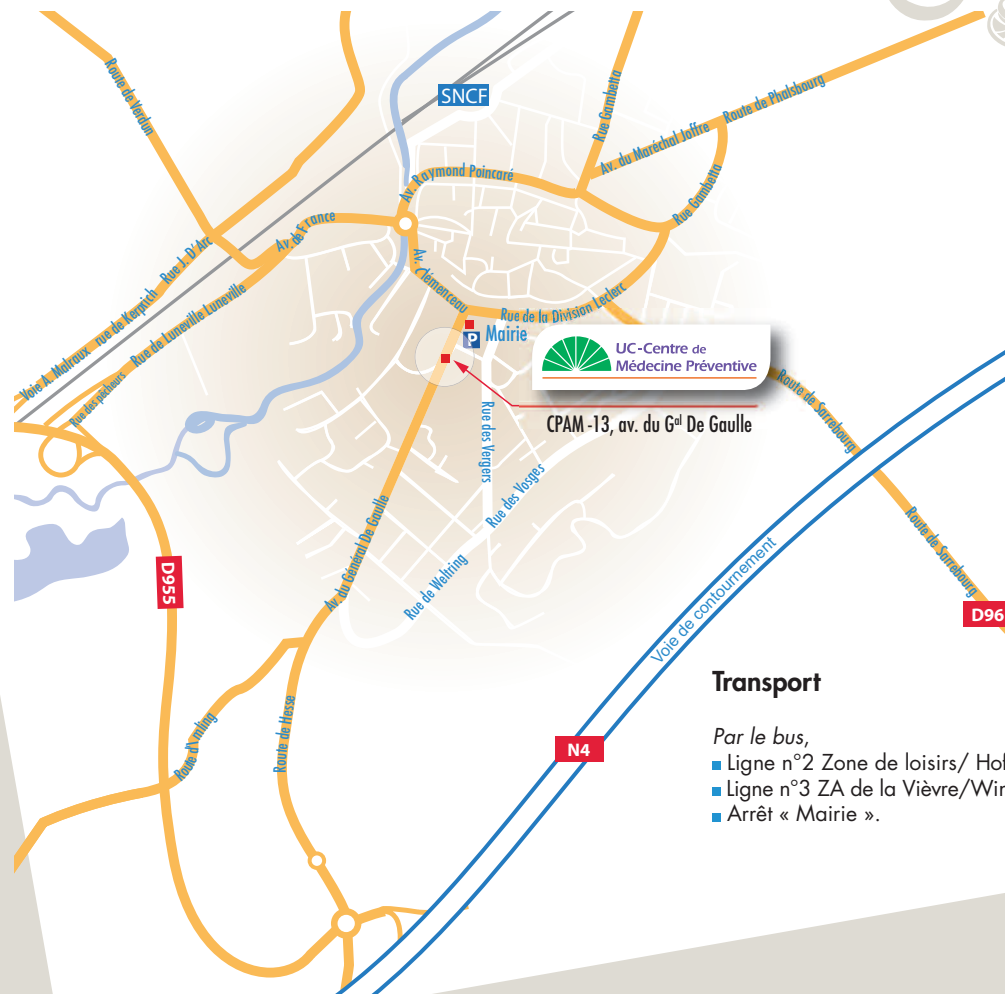 SNCF
Route de Verdun
Rue Gambetta
Av. du Maréchal Joffre
Route de Phalsbourg
Av. Raymond Poincaré
Rue Gambetta
Av. de France
Rue J. D'Arc
rue de Kerprich
Voie A. Malraux
Rue de Luneville Luneville
Rue des pêcheurs
Av. Clémenceau
Rue de la Division Leclerc
P
Mairie
UC-Centre de
Médecine Préventive
CPAM -13, av. du Gal De Gaulle
Route de Sarrebourg
Rue des Vergers
Rue des Vosges
Rue de Weltring
Av. du Général De Gaulle
D955
Voie de contournement
Route de Sarrebourg
D96
N4
Route d'Imling
Route de Hesse
Transport
Par le bus,
Ligne n°2 Zone de loisirs/ Hof
Ligne n°3 ZA de la Vièvre/Win
Arrêt « Mairie ».